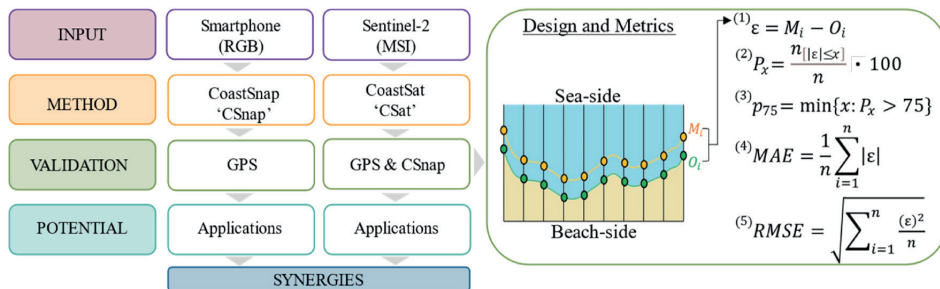 INPUT
Smartphone
(RGB)
Sentinel-2
(MSI)
METHOD
CoastSnap
‘CSnap’
CoastSat
‘CSat’
VALIDATION
GPS
GPS & CSnap
POTENTIAL
Applications
Applications
SYNERGIES
Design and Metrics
Sea-side
M_i
O_i
Beach-side
(1) ε = M_i − O_i
(2) P_x = n_[|ε|≤x] / n · 100
(3) p_75 = min{x: P_x > 75}
(4) MAE = 1/n ∑_{i=1}^{n} |ε|
(5) RMSE = √(∑_{i=1}^{n} (ε)²/n)